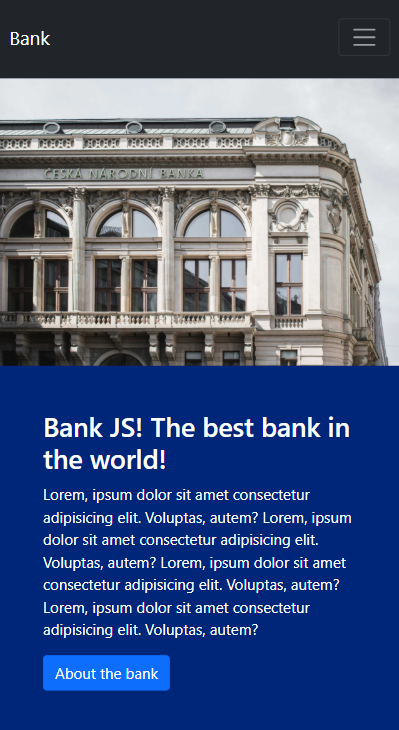 Bank
ČESKÁ NÁRODNÍ BANKA
Bank JS! The best bank in
the world!
Lorem, ipsum dolor sit amet consectetur
adipisicing elit. Voluptas, autem? Lorem, ipsum
dolor sit amet consectetur adipisicing elit.
Voluptas, autem? Lorem, ipsum dolor sit amet
consectetur adipisicing elit. Voluptas, autem?
Lorem, ipsum dolor sit amet consectetur
adipisicing elit. Voluptas, autem?
About the bank